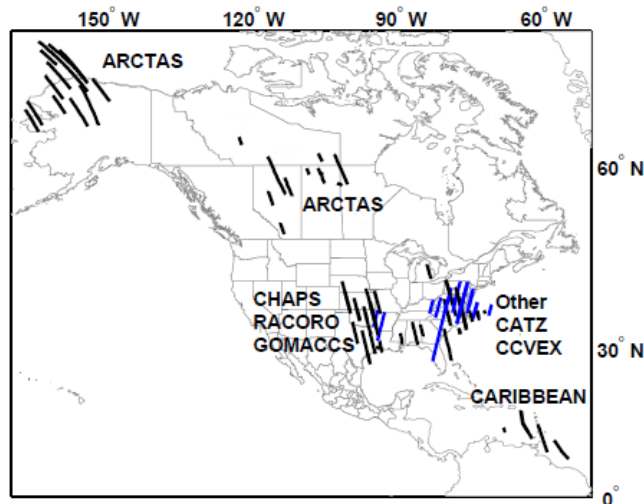 150° W 120° W 90° W 60° W
ARCTAS
60° N
ARCTAS
CHAPS
RACORO
GOMACCS
Other
CATZ
CCVEX
30° N
CARIBBEAN
0°